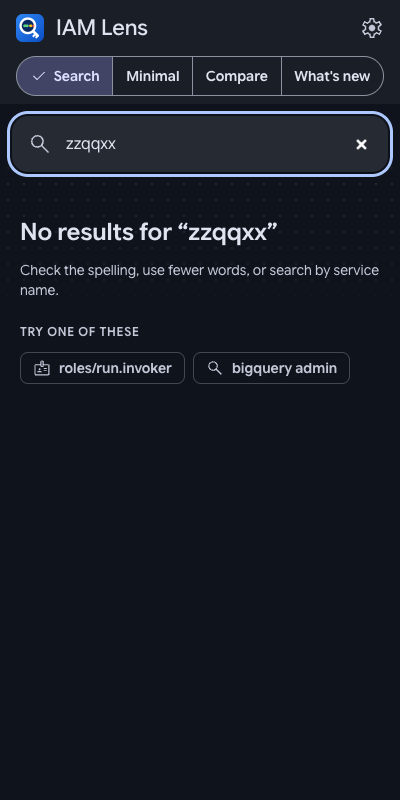 IAM Lens
Search
Minimal
Compare
What's new
zzqqxx
No results for “zzqqxx”
Check the spelling, use fewer words, or search by service
name.
TRY ONE OF THESE
roles/run.invoker
bigquery admin